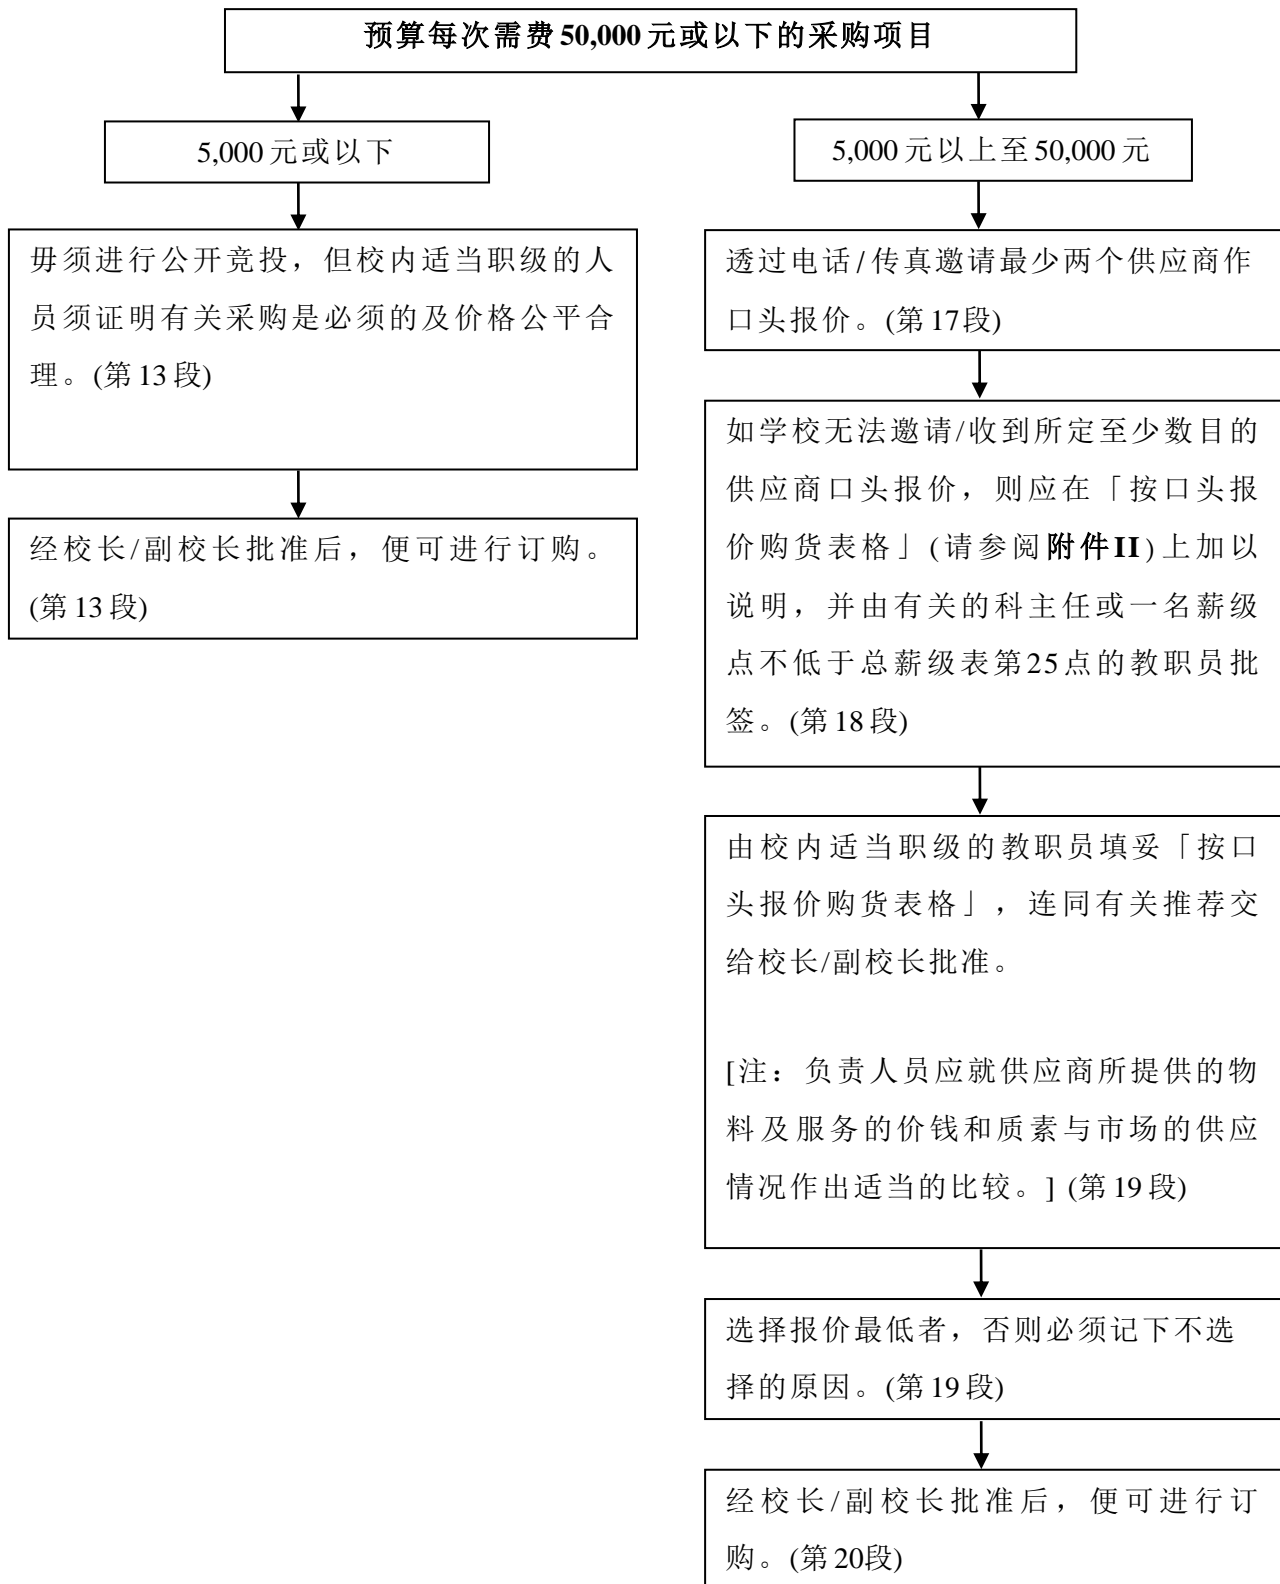 预算每次需费50,000元或以下的采购项目
5,000元或以下
毋须进行公开竞投，但校内适当职级的人
员须证明有关采购是必须的及价格公平合
理。(第13段)
经校长/副校长批准后，便可进行订购。
(第13段)
5,000元以上至50,000元
透过电话/传真邀请最少两个供应商作
口头报价。(第17段)
如学校无法邀请/收到所定至少数目的
供应商口头报价，则应在「按口头报
价购货表格」(请参阅附件II)上加以
说明，并由有关的科主任或一名薪级
点不低于总薪级表第25点的教职员批
签。(第18段)
由校内适当职级的教职员填妥「按口
头报价购货表格」，连同有关推荐交
给校长/副校长批准。
[注：负责人员应就供应商所提供的物
料及服务的价钱和质素与市场的供应
情况作出适当的比较。] (第19段)
选择报价最低者，否则必须记下不选
择的原因。(第19段)
经校长/副校长批准后，便可进行订
购。(第20段)